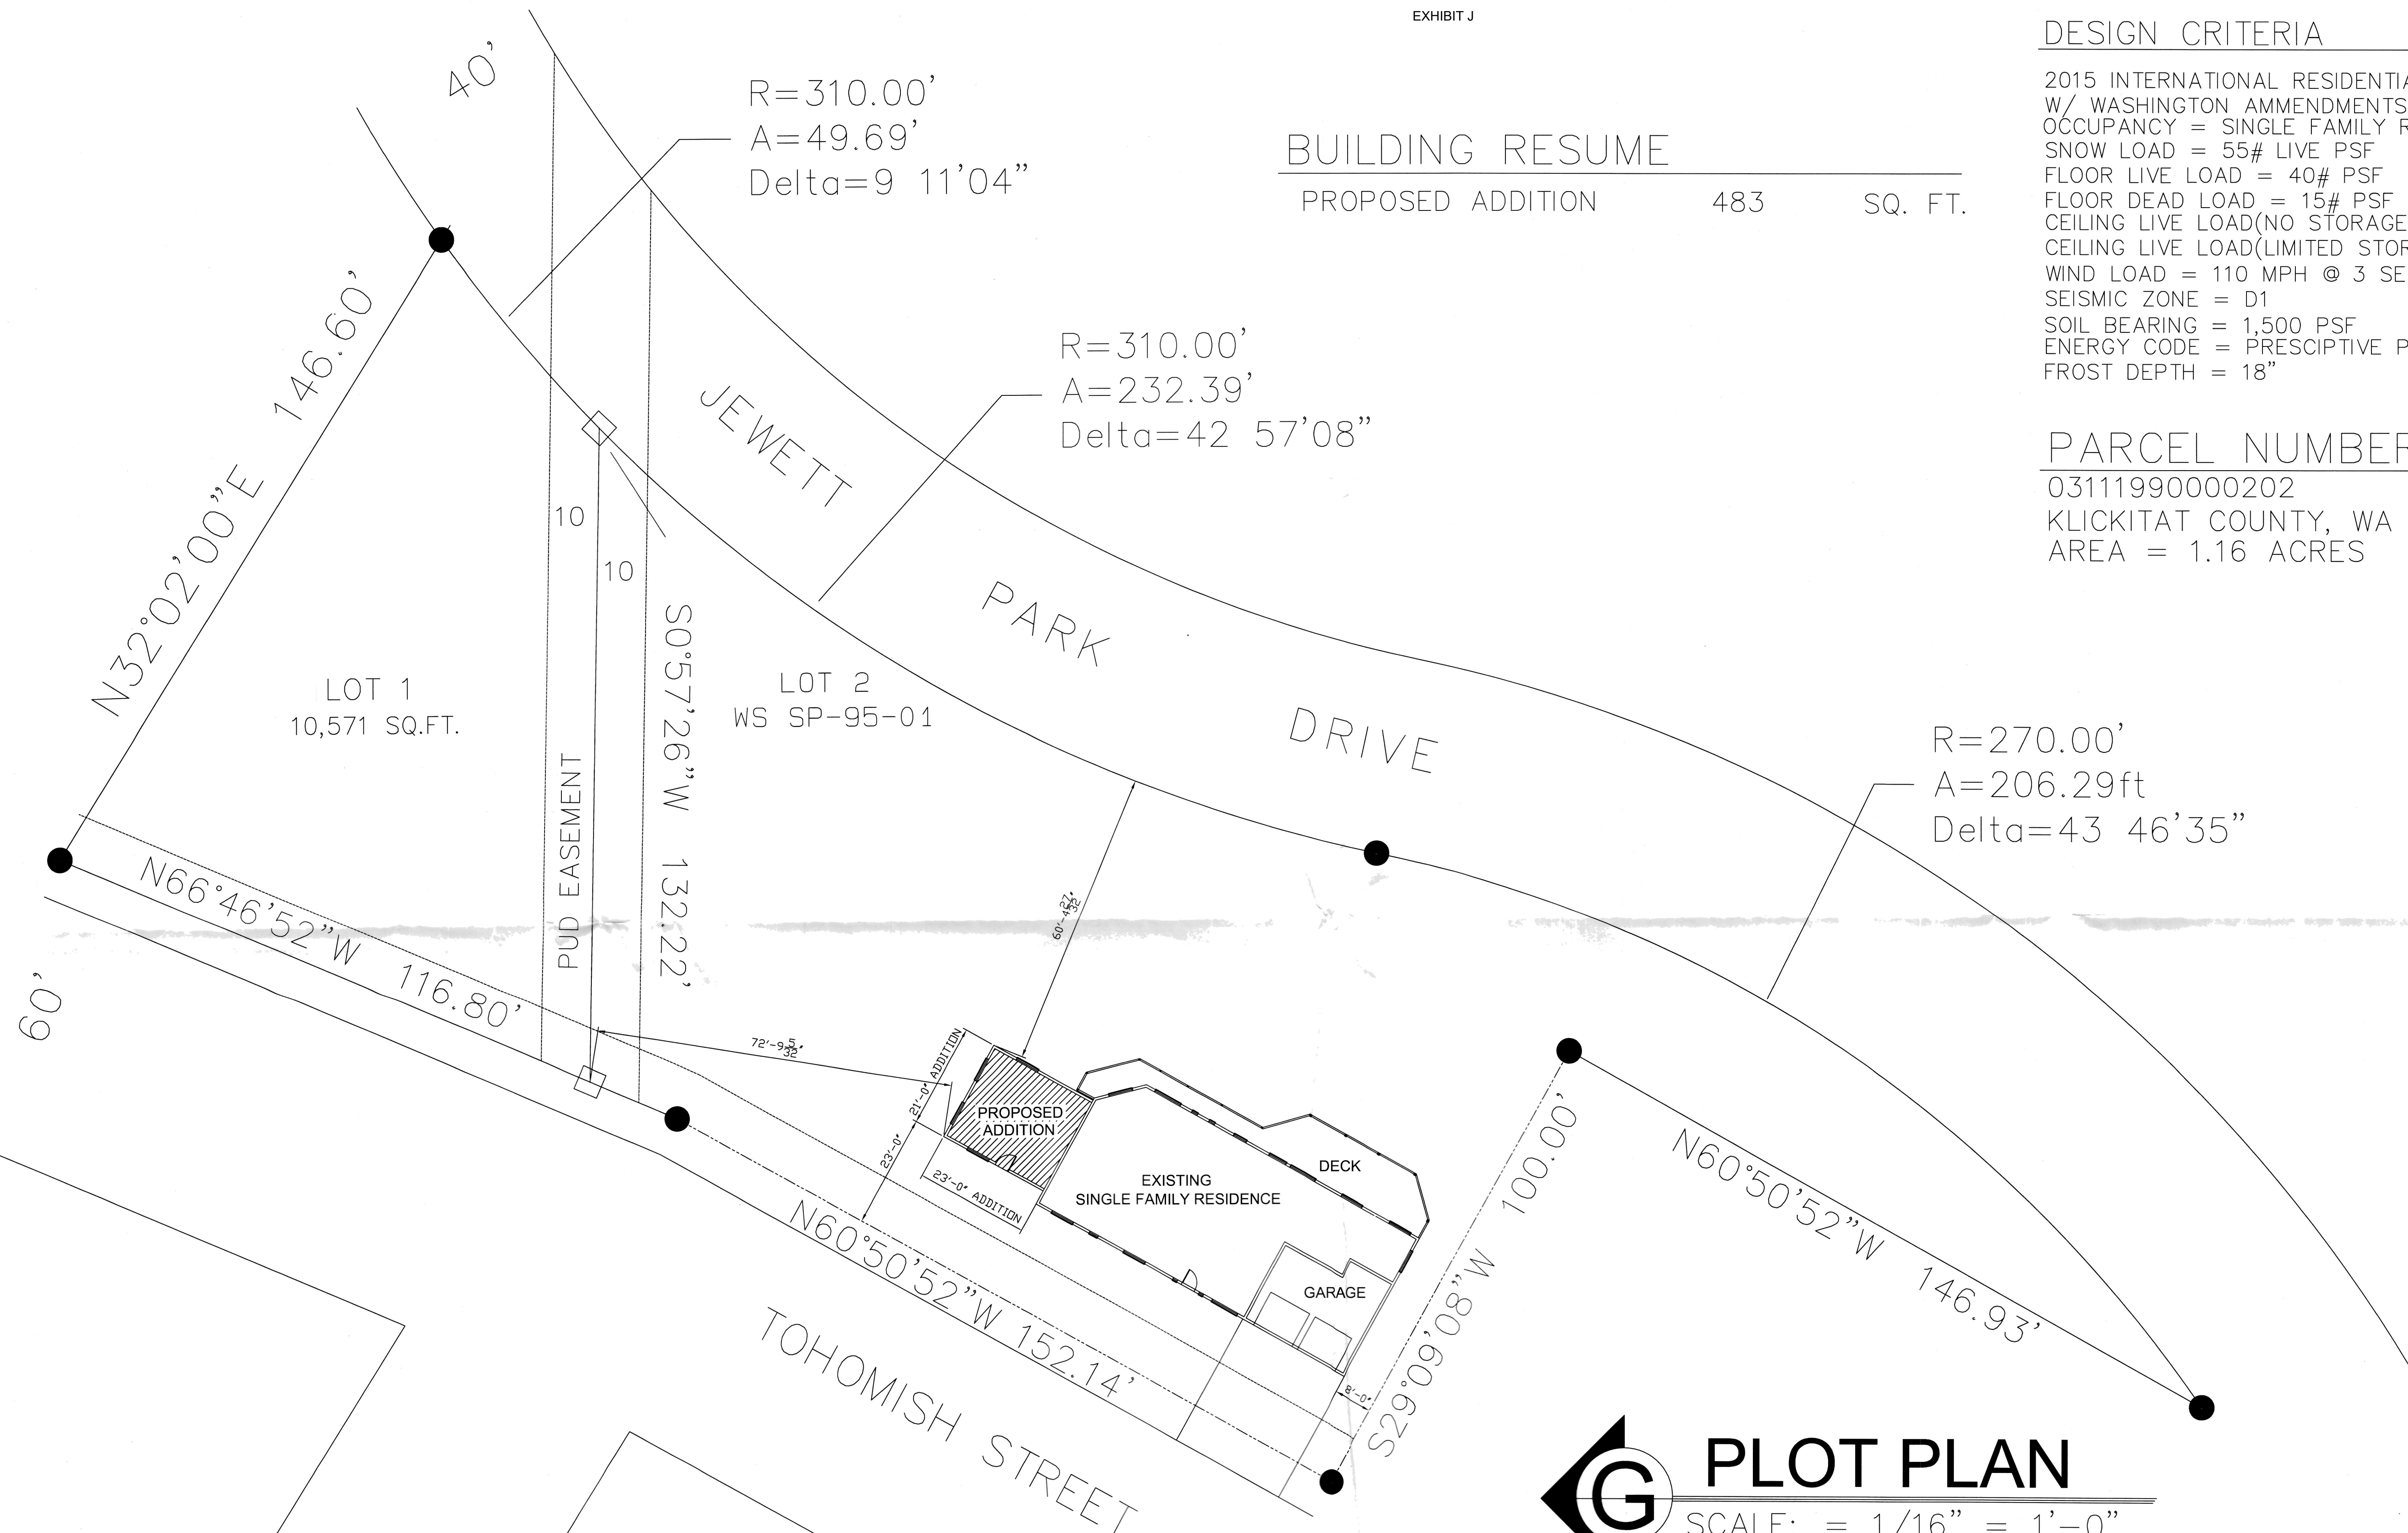 EXHIBIT J
DESIGN CRITERIA
2015 INTERNATIONAL RESIDENTIA
W/ WASHINGTON AMMENDMENTS
OCCUPANCY = SINGLE FAMILY R
SNOW LOAD = 55# LIVE PSF
FLOOR LIVE LOAD = 40# PSF
FLOOR DEAD LOAD = 15# PSF
CEILING LIVE LOAD(NO STORAGE
CEILING LIVE LOAD(LIMITED STOR
WIND LOAD = 110 MPH @ 3 SE
SEISMIC ZONE = D1
SOIL BEARING = 1,500 PSF
ENERGY CODE = PRESCIPTIVE P
FROST DEPTH = 18"
PARCEL NUMBER
03111990000202
KLICKITAT COUNTY, WA
AREA = 1.16 ACRES
BUILDING RESUME
PROPOSED ADDITION 483 SQ. FT.
40'
R=310.00'
A=49.69'
Delta=9 11'04"
R=310.00'
A=232.39'
Delta=42 57'08"
R=270.00'
A=206.29ft
Delta=43 46'35"
JEWETT
PARK
DRIVE
N32°02'00"E 146.60'
LOT 1
10,571 SQ.FT.
10
10
PUD EASEMENT
S0°57'26"W 132.22'
LOT 2
WS SP-95-01
N66°46'52"W 116.80'
60'
60'-4 27/32"
72'-9 5/32"
21'-0" ADDITION
23'-0"
23'-0" ADDITION
PROPOSED
ADDITION
EXISTING
SINGLE FAMILY RESIDENCE
DECK
GARAGE
8'-0"
N60°50'52"W 152.14'
TOHOMISH STREET
S29°09'08"W 100.00'
N60°50'52"W 146.93'
G
PLOT PLAN
SCALE: = 1/16" = 1'-0"